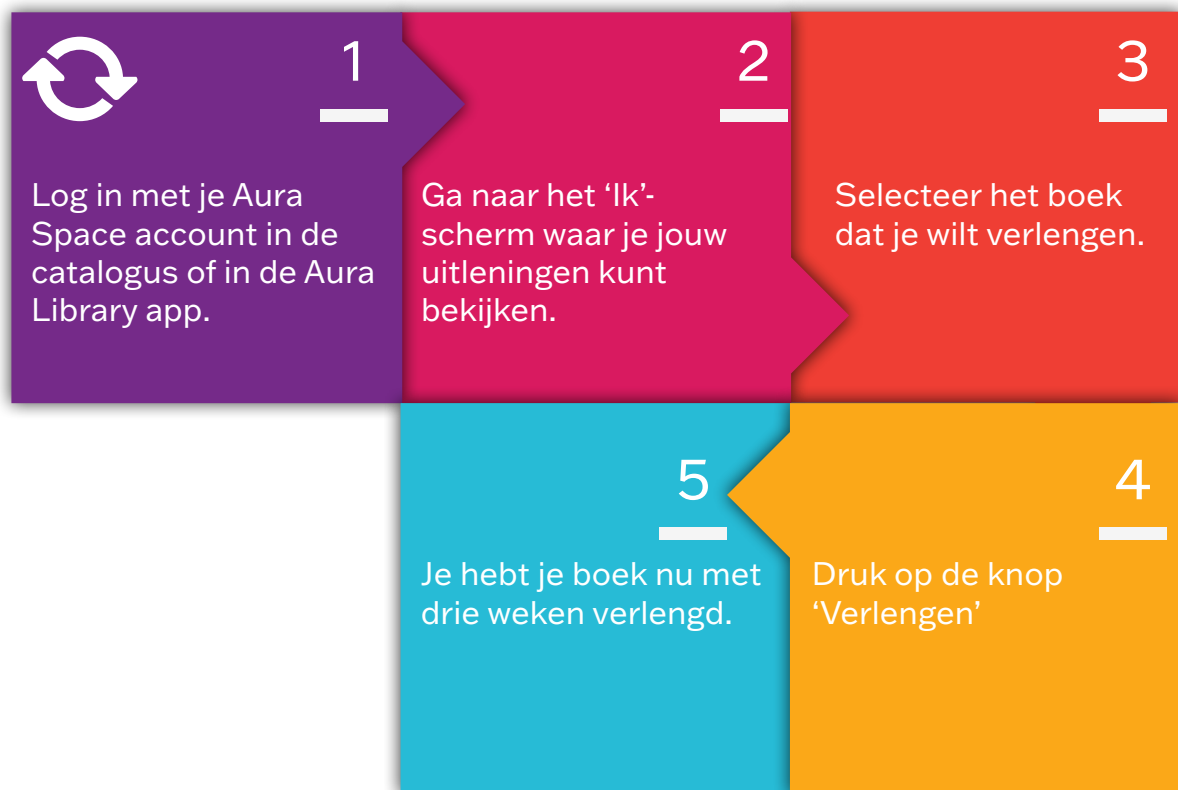 1
Log in met je Aura
Space account in de
catalogus of in de Aura
Library app.
2
Ga naar het ‘Ik’-
scherm waar je jouw
uitleningen kunt
bekijken.
3
Selecteer het boek
dat je wilt verlengen.
4
Druk op de knop
‘Verlengen’
5
Je hebt je boek nu met
drie weken verlengd.